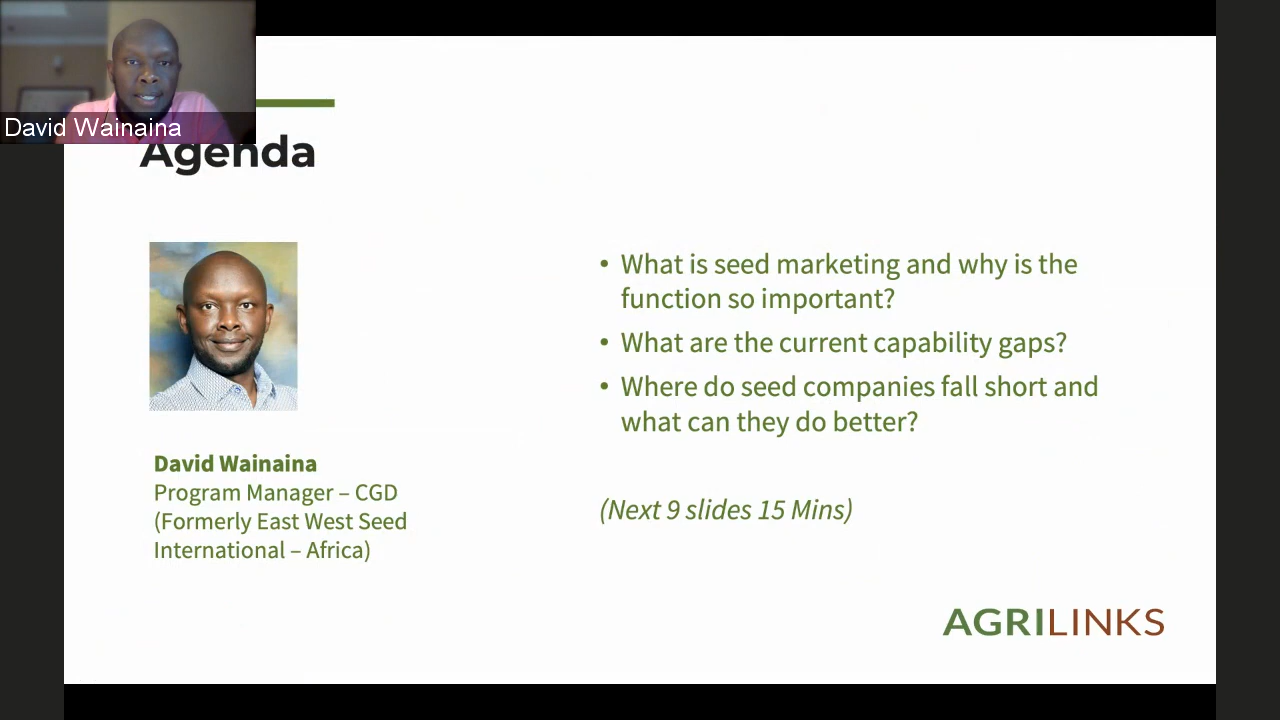 David Wainaina
Agenda
David Wainaina
Program Manager – CGD
(Formerly East West Seed
International – Africa)
• What is seed marketing and why is the
function so important?
• What are the current capability gaps?
• Where do seed companies fall short and
what can they do better?
(Next 9 slides 15 Mins)
AGRILINKS